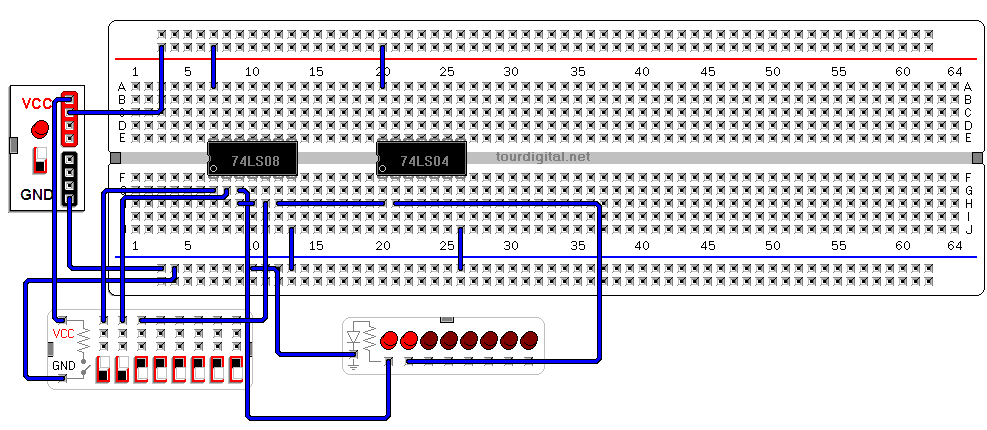 1 5 10 15 20 25 30 35 40 45 50 55 60 64
A A
B B
VCC
C C
D D
E E
74LS08 74LS04 tourdigital.net
GND
F F
G G
H H
I I
J J
1 5 10 15 20 25 30 35 40 45 50 55 60 64
VCC
GND